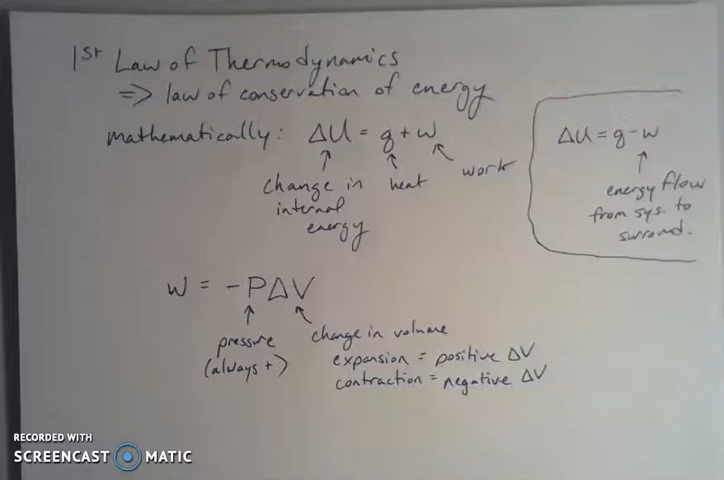 1st Law of Thermodynamics
=> law of conservation of energy
mathematically: ΔU = q + w
change in internal energy
heat
work
ΔU = q - w
energy flow
from sys. to
surround.
w = -PΔV
pressure
(always +)
change in volume
expansion = positive ΔV
contraction = negative ΔV
RECORDED WITH
SCREENCAST MATIC